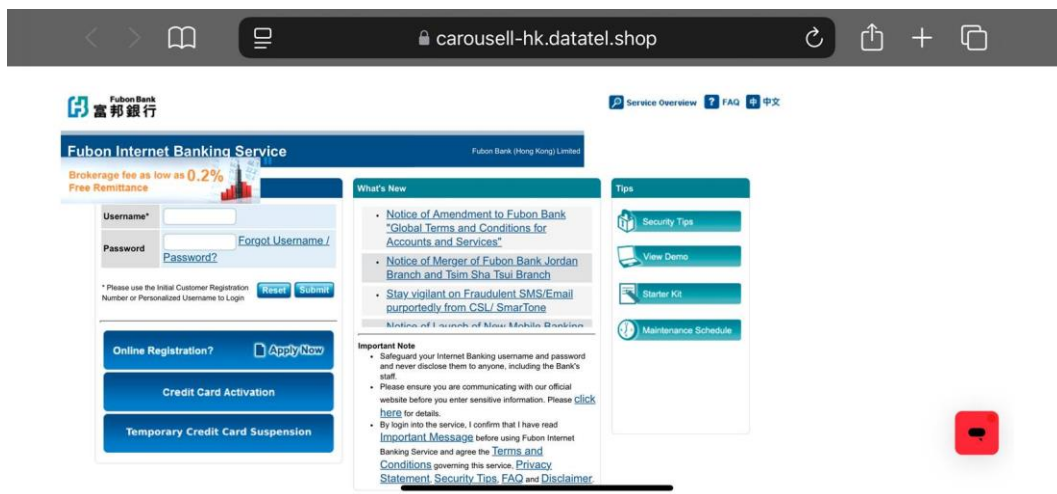 carousell-hk.datatel.shop
Fubon Bank
富邦銀行
Service Overview ? FAQ 中 中文
Fubon Internet Banking Service
Fubon Bank (Hong Kong) Limited
Brokerage fee as low as 0.2%
Free Remittance
Username*
Password
Forgot Username /
Password?
* Please use the Initial Customer Registration
Number or Personalized Username to Login
Reset Submit
Online Registration? Apply Now
Credit Card Activation
Temporary Credit Card Suspension
What's New
Notice of Amendment to Fubon Bank
"Global Terms and Conditions for
Accounts and Services"
Notice of Merger of Fubon Bank Jordan
Branch and Tsim Sha Tsui Branch
Stay vigilant on Fraudulent SMS/Email
purportedly from CSL/ SmarTone
Notice of Launch of New Mobile Banking
Important Note
Safeguard your Internet Banking username and password
and never disclose them to anyone, including the Bank's
staff.
Please ensure you are communicating with our official
website before you enter sensitive information. Please click
here for details.
By login into the service, I confirm that I have read
Important Message before using Fubon Internet
Banking Service and agree the Terms and
Conditions governing this service, Privacy
Statement, Security Tips, FAQ and Disclaimer.
Tips
Security Tips
View Demo
Starter Kit
Maintenance Schedule